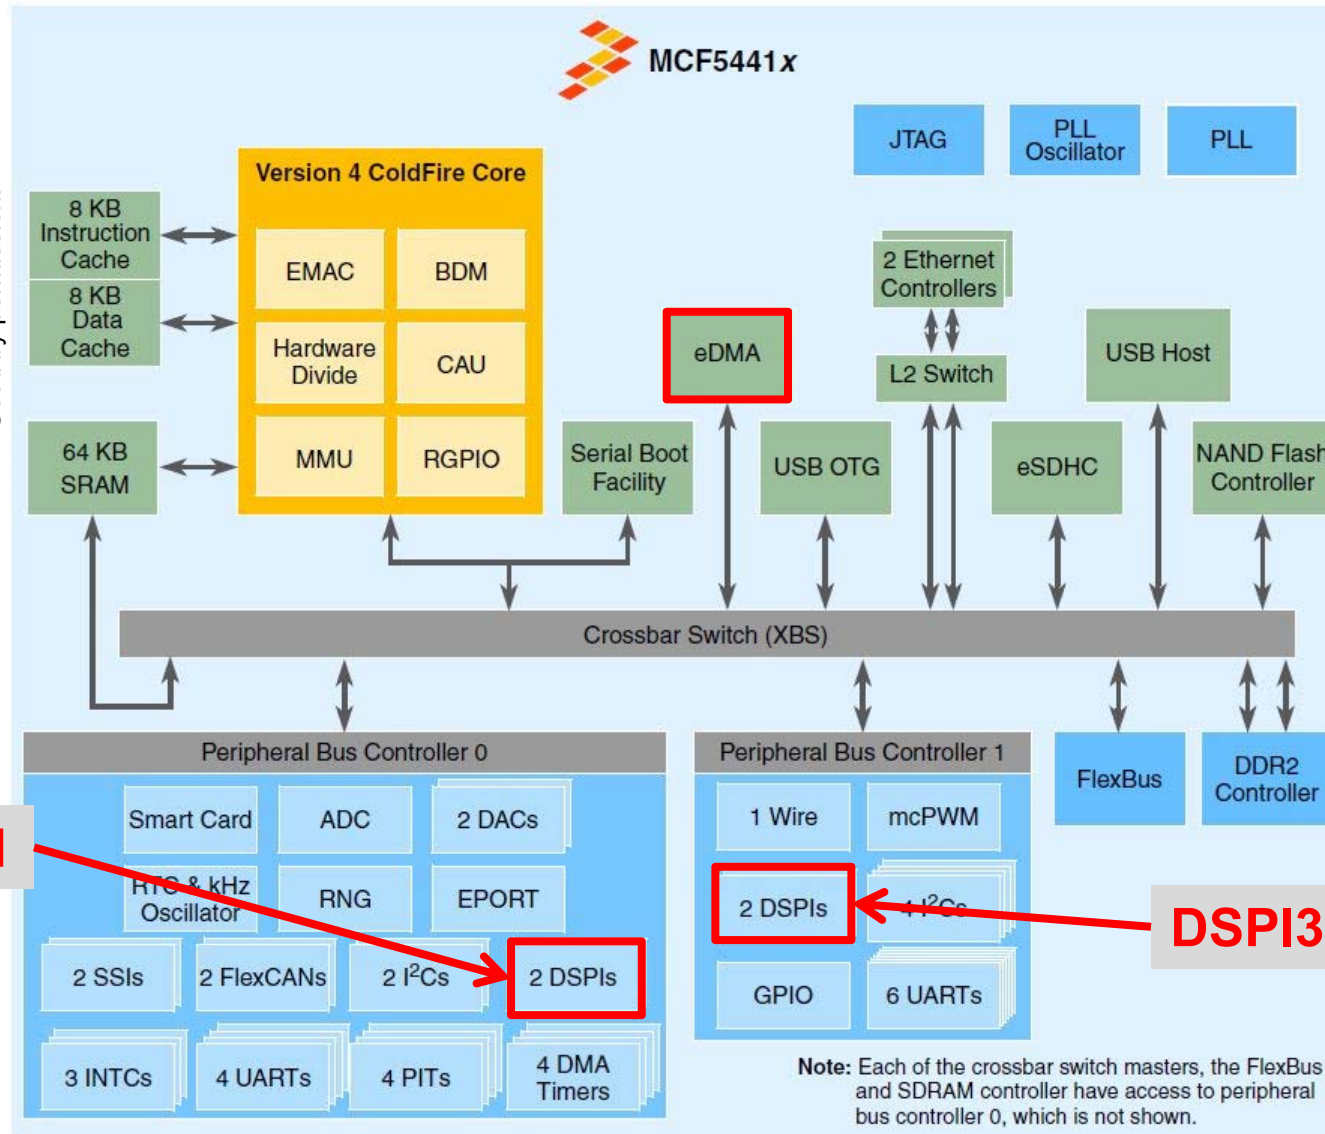 MCF5441x
JTAG
PLL
Oscillator
PLL
Version 4 ColdFire Core
8 KB
Instruction
Cache
8 KB
Data
Cache
64 KB
SRAM
EMAC
BDM
Hardware
Divide
CAU
MMU
RGPIO
Serial Boot
Facility
eDMA
USB OTG
2 Ethernet
Controllers
L2 Switch
eSDHC
USB Host
NAND Flash
Controller
Crossbar Switch (XBS)
Peripheral Bus Controller 0
Smart Card
ADC
2 DACs
RTC & kHz
Oscillator
RNG
EPORT
2 SSIs
2 FlexCANs
2 I²Cs
2 DSPIs
3 INTCs
4 UARTs
4 PITs
4 DMA
Timers
Peripheral Bus Controller 1
1 Wire
mcPWM
2 DSPIs
4 I²Cs
GPIO
6 UARTs
FlexBus
DDR2
Controller
DSPI3
Note: Each of the crossbar switch masters, the FlexBus
and SDRAM controller have access to peripheral
bus controller 0, which is not shown.